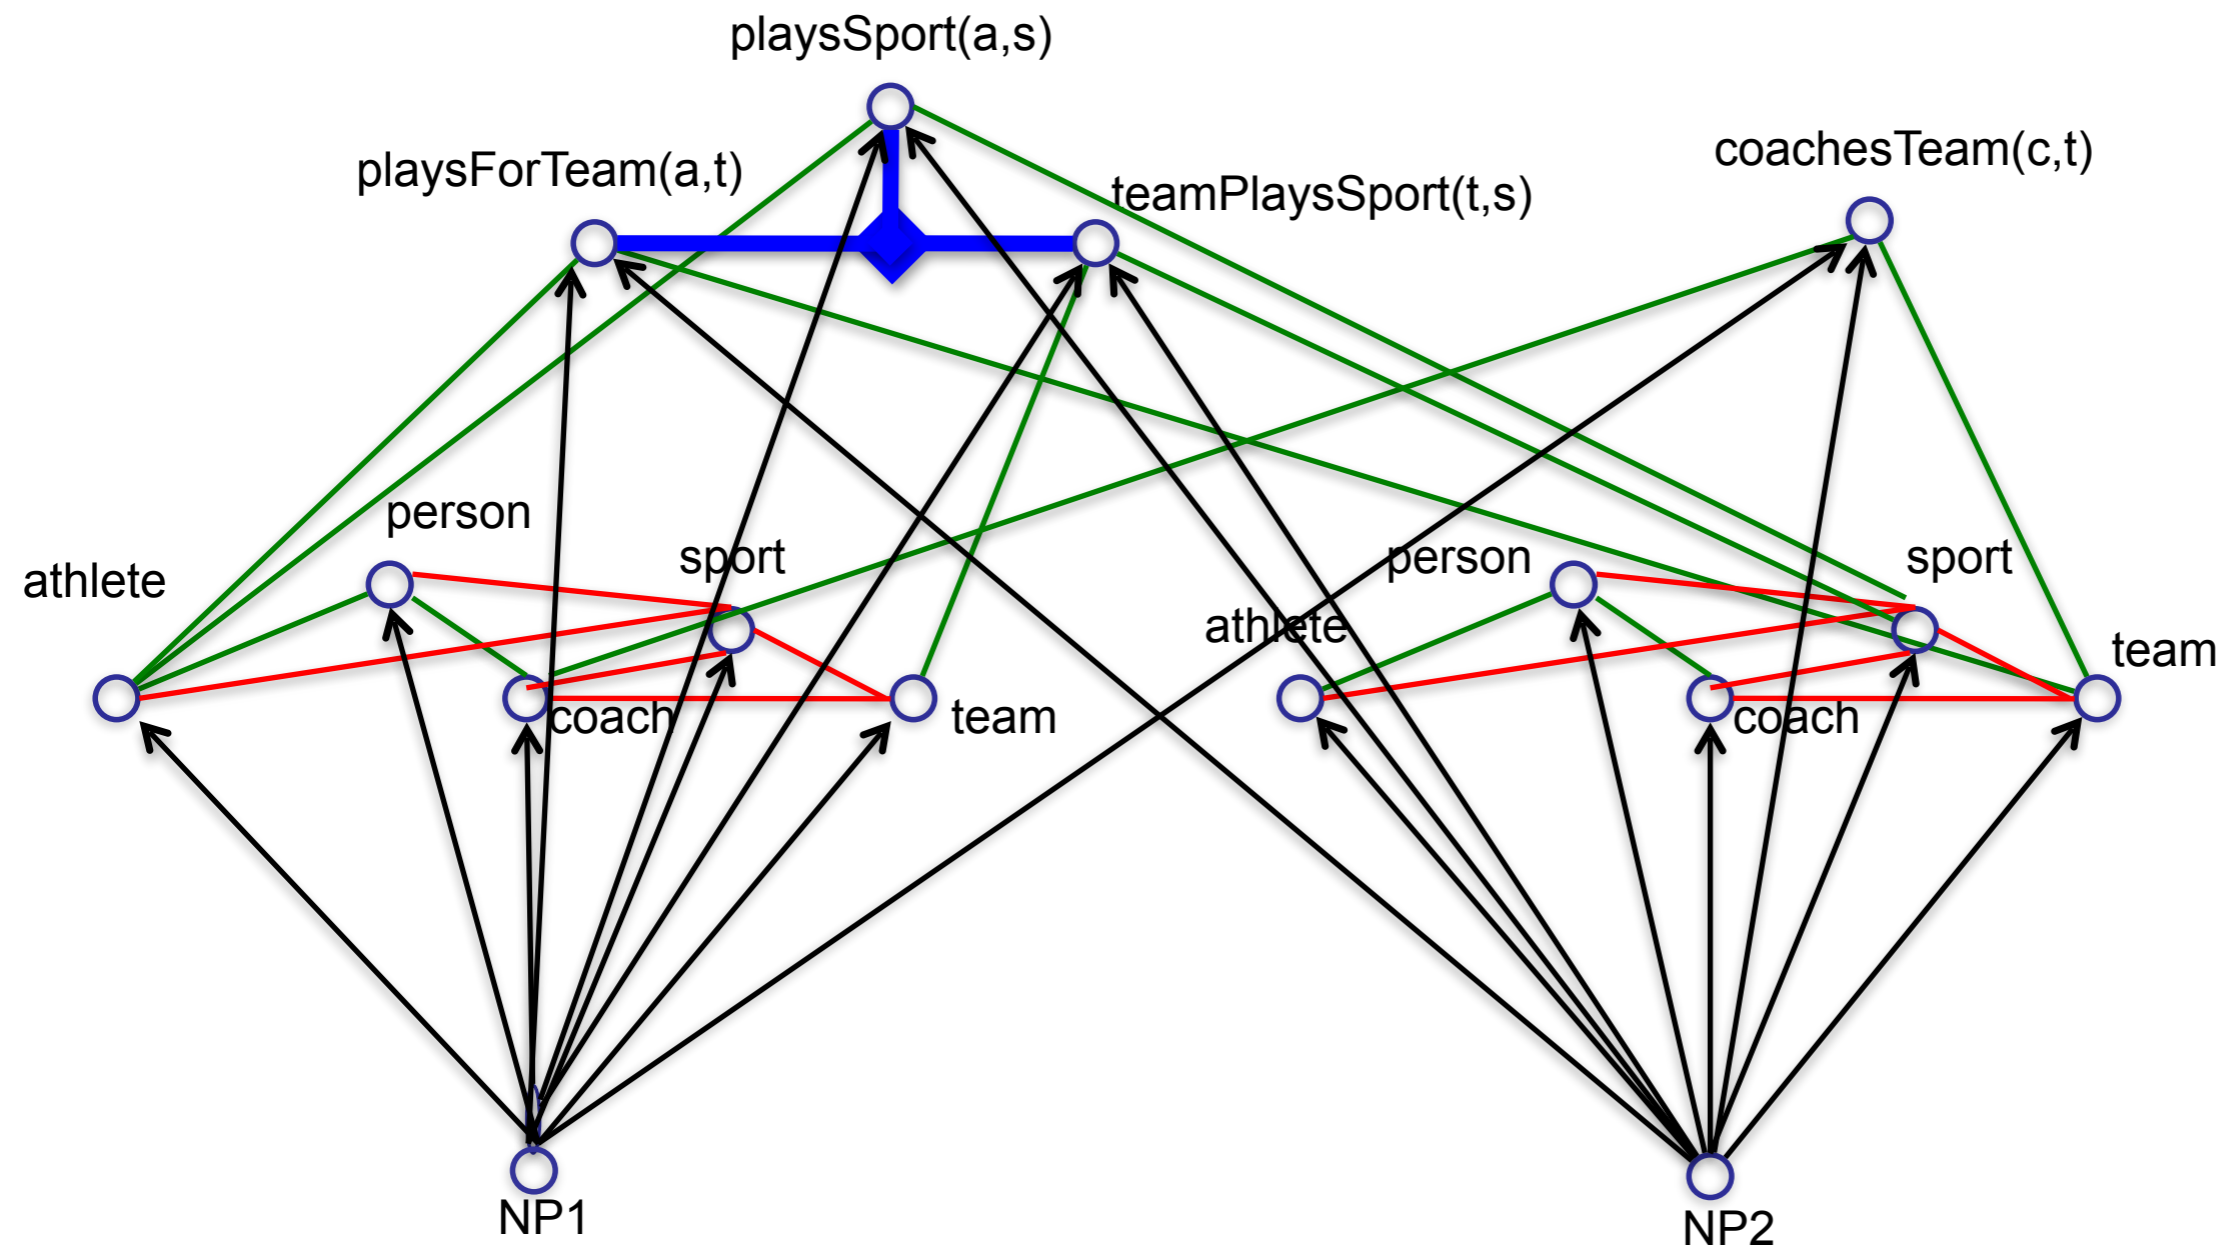 playsSport(a,s)
coachesTeam(c,t)
playsForTeam(a,t)
teamPlaysSport(t,s)
person
sport
person
sport
athlete
athlete
team
coach
team
coach
NP1
NP2